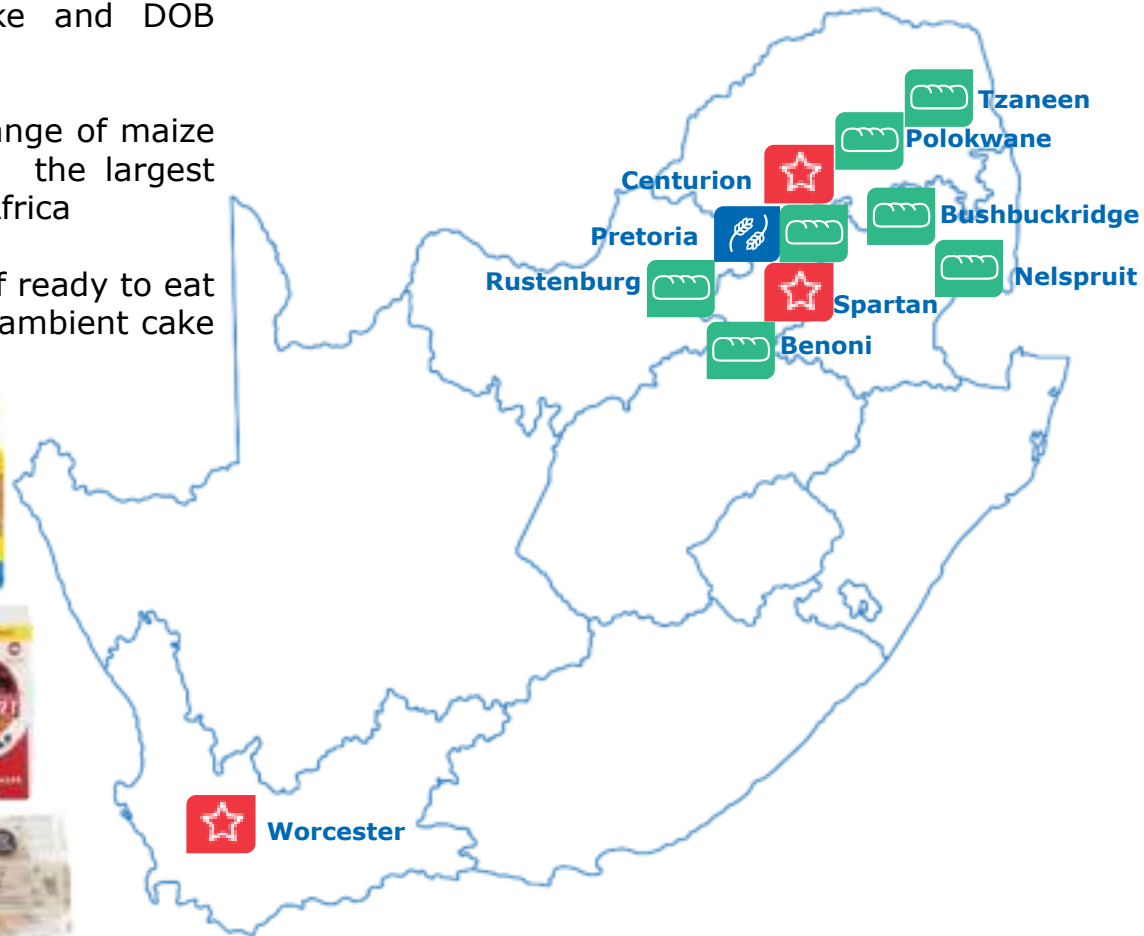 ke and DOB
ange of maize
the largest
frica
f ready to eat
ambient cake
Tzaneen
Polokwane
Centurion
Bushbuckridge
Pretoria
Nelspruit
Rustenburg
Spartan
Benoni
Worcester